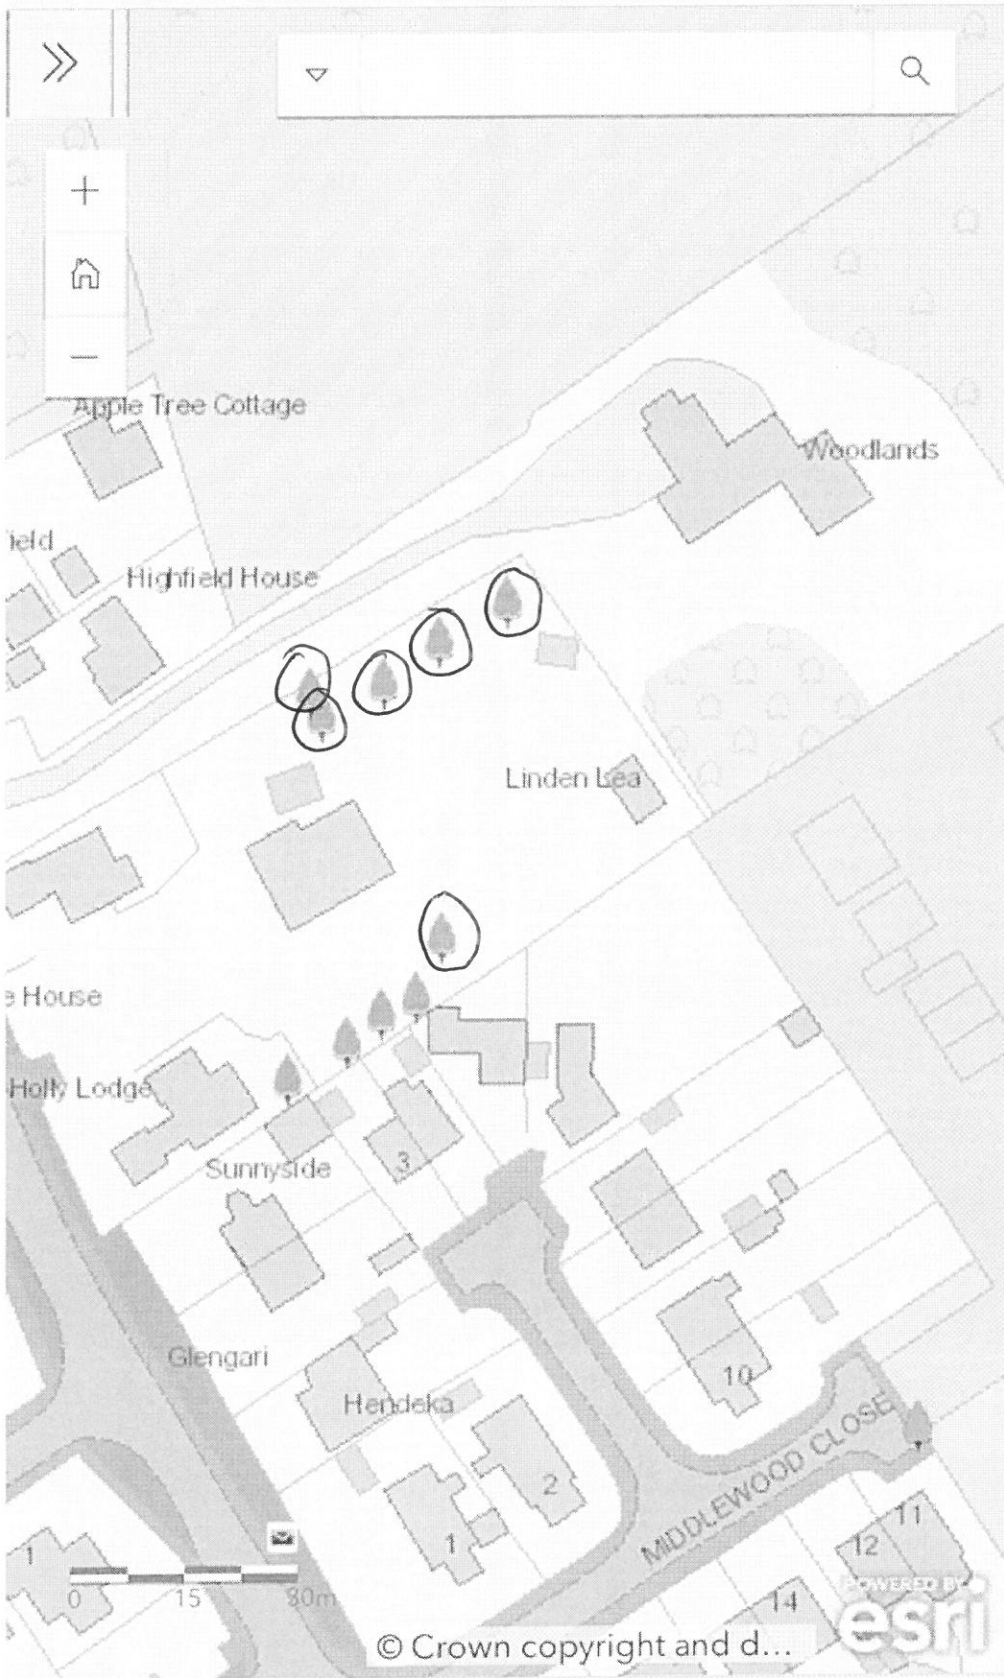 Apple Tree Cottage
Woodlands
ield
Highfield House
Linden Lea
e House
Holly Lodge
3
Sunnyside
Glengari
10
Hendeka
2
1
MIDDLEWOOD CLOSE
11
12
1
14
0 15 30m
POWERED BY
esri
© Crown copyright and d...